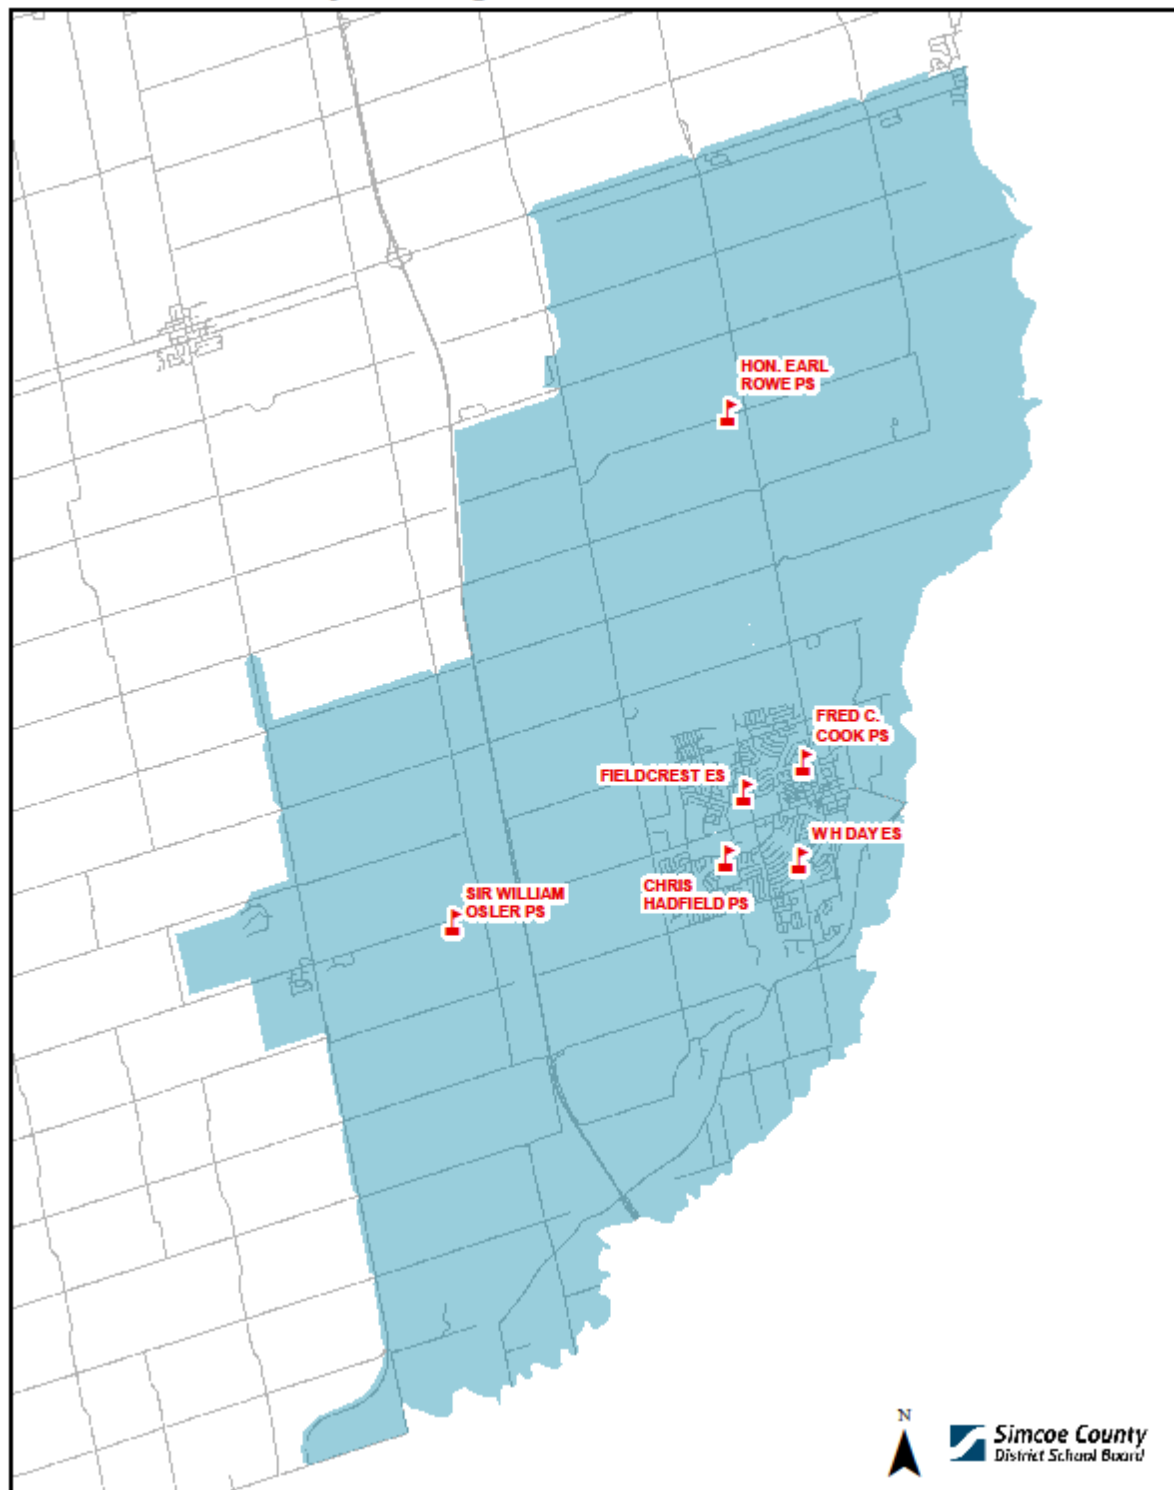 HON. EARL
ROWE PS
FRED C.
COOK PS
FIELDCREST ES
W H DAY ES
CHRIS
HADFIELD PS
SIR WILLIAM
OSLER PS
N
Simcoe County
District School Board